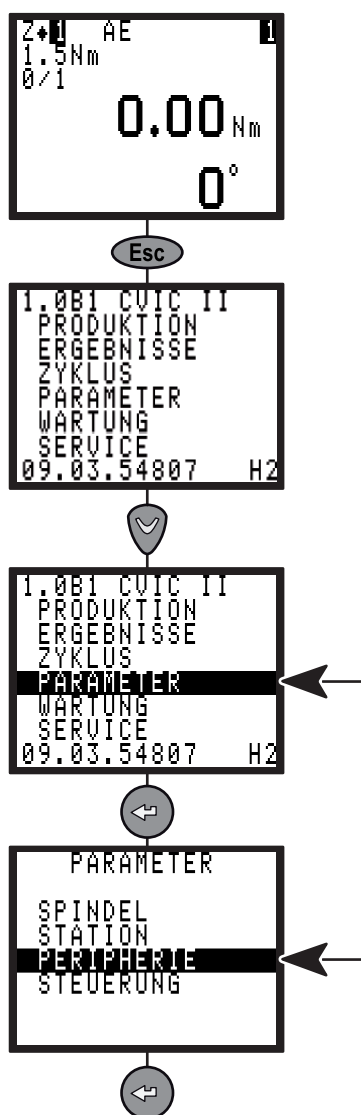 Z♦1 AE 1
1.5Nm
0/1
0.00 Nm
0°
Esc
1.0B1 CVIC II
PRODUKTION
ERGEBNISSE
ZYKLUS
PARAMETER
WARTUNG
SERVICE
09.03.54807 H2
1.0B1 CVIC II
PRODUKTION
ERGEBNISSE
ZYKLUS
PARAMETER
WARTUNG
SERVICE
09.03.54807 H2
PARAMETER
SPINDEL
STATION
PERIPHERIE
STEUERUNG